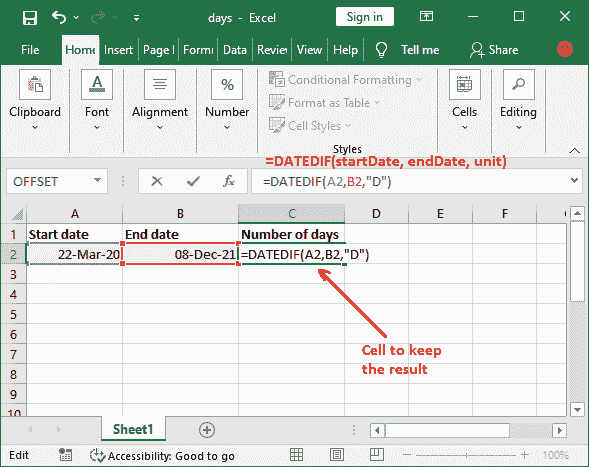 days - Excel
Sign in
File Home Insert Page l Formu Data Revie View Help Tell me Share
Clipboard
Font
Alignment
Number
Conditional Formatting
Format as Table
Cell Styles
Styles
Cells
Editing
=DATEDIF(startDate, endDate, unit)
OFFSET fx =DATEDIF(A2,B2,"D")
A B C D E F
1 Start date End date Number of days
2 22-Mar-20 08-Dec-21 =DATEDIF(A2,B2,"D")
3
4
5
6
Cell to keep
the result
7
8
9
10
Sheet1
Edit Accessibility: Good to go 100%